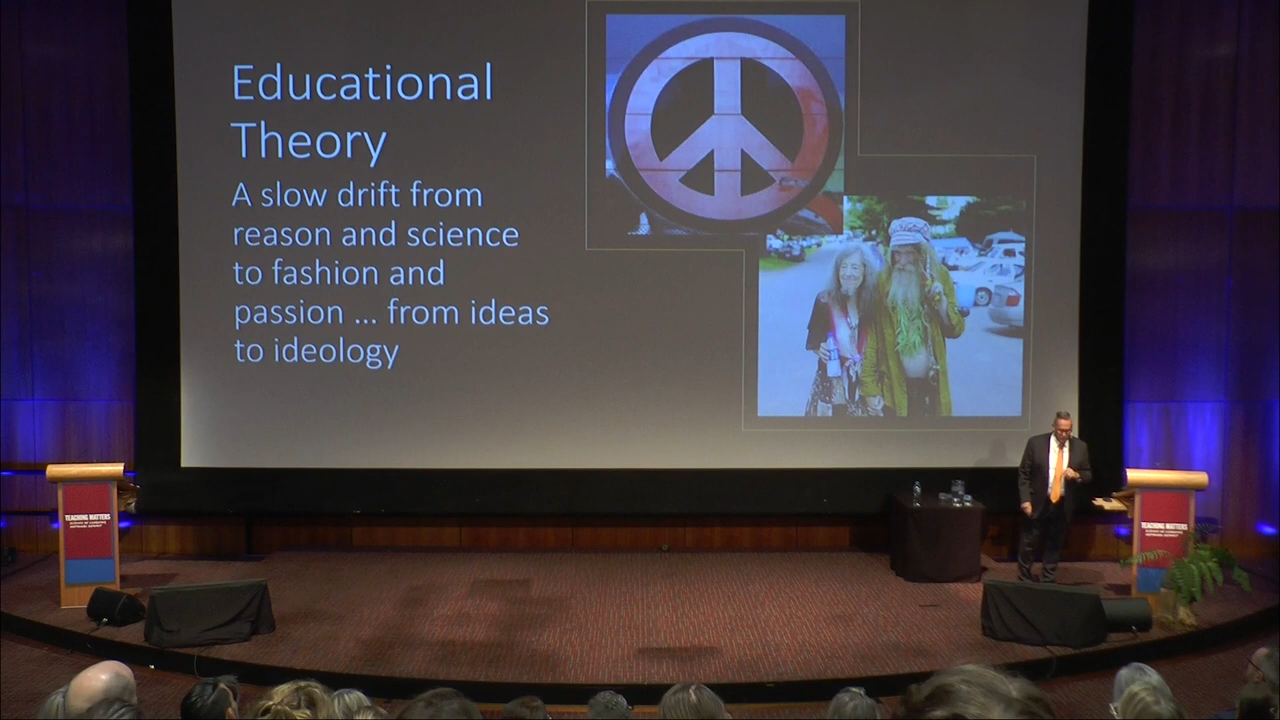 Educational
Theory
A slow drift from
reason and science
to fashion and
passion ... from ideas
to ideology
TEACHING MATTERS
TEACHING MATTERS